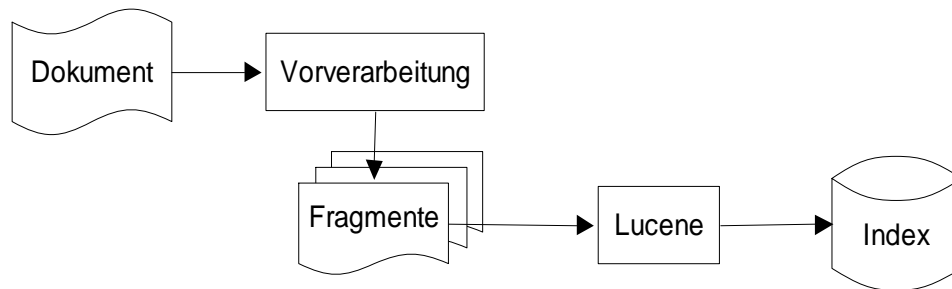 Dokument
Vorverarbeitung
Fragmente
Lucene
Index